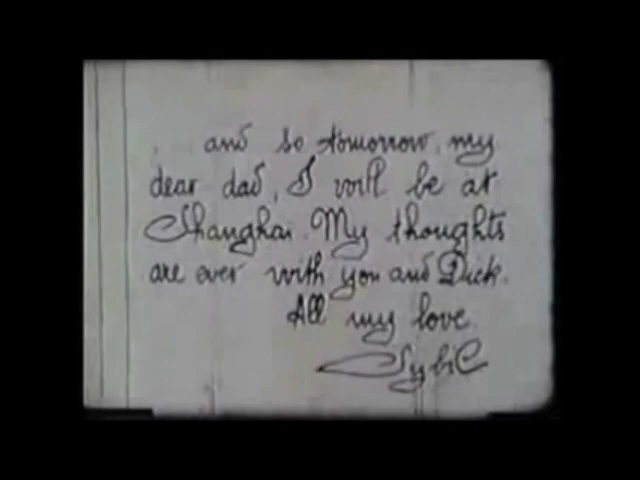 . and so tomorrow, my
dear dad, I will be at
Shanghai. My thoughts
are ever with you and Dick.
All my love.
Sybil